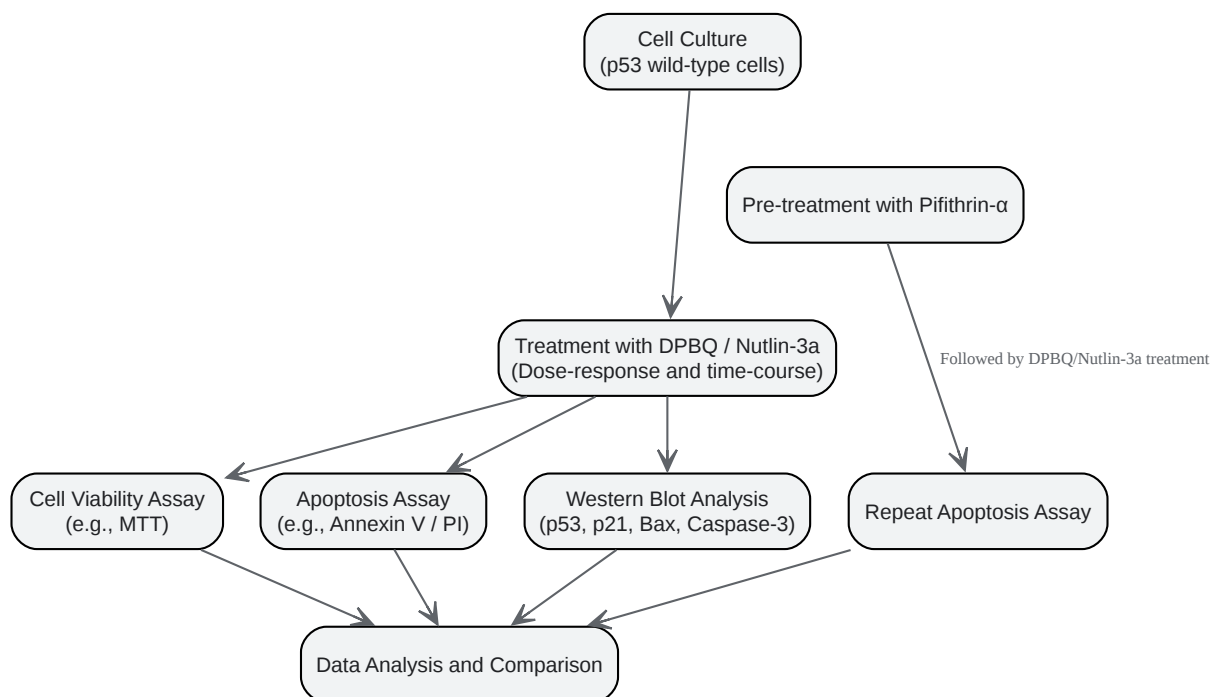 Cell Culture
(p53 wild-type cells)
Pre-treatment with Pifithrin-α
Treatment with DPBQ / Nutlin-3a
(Dose-response and time-course)
Followed by DPBQ/Nutlin-3a treatment
Cell Viability Assay
(e.g., MTT)
Apoptosis Assay
(e.g., Annexin V / PI)
Western Blot Analysis
(p53, p21, Bax, Caspase-3)
Repeat Apoptosis Assay
Data Analysis and Comparison